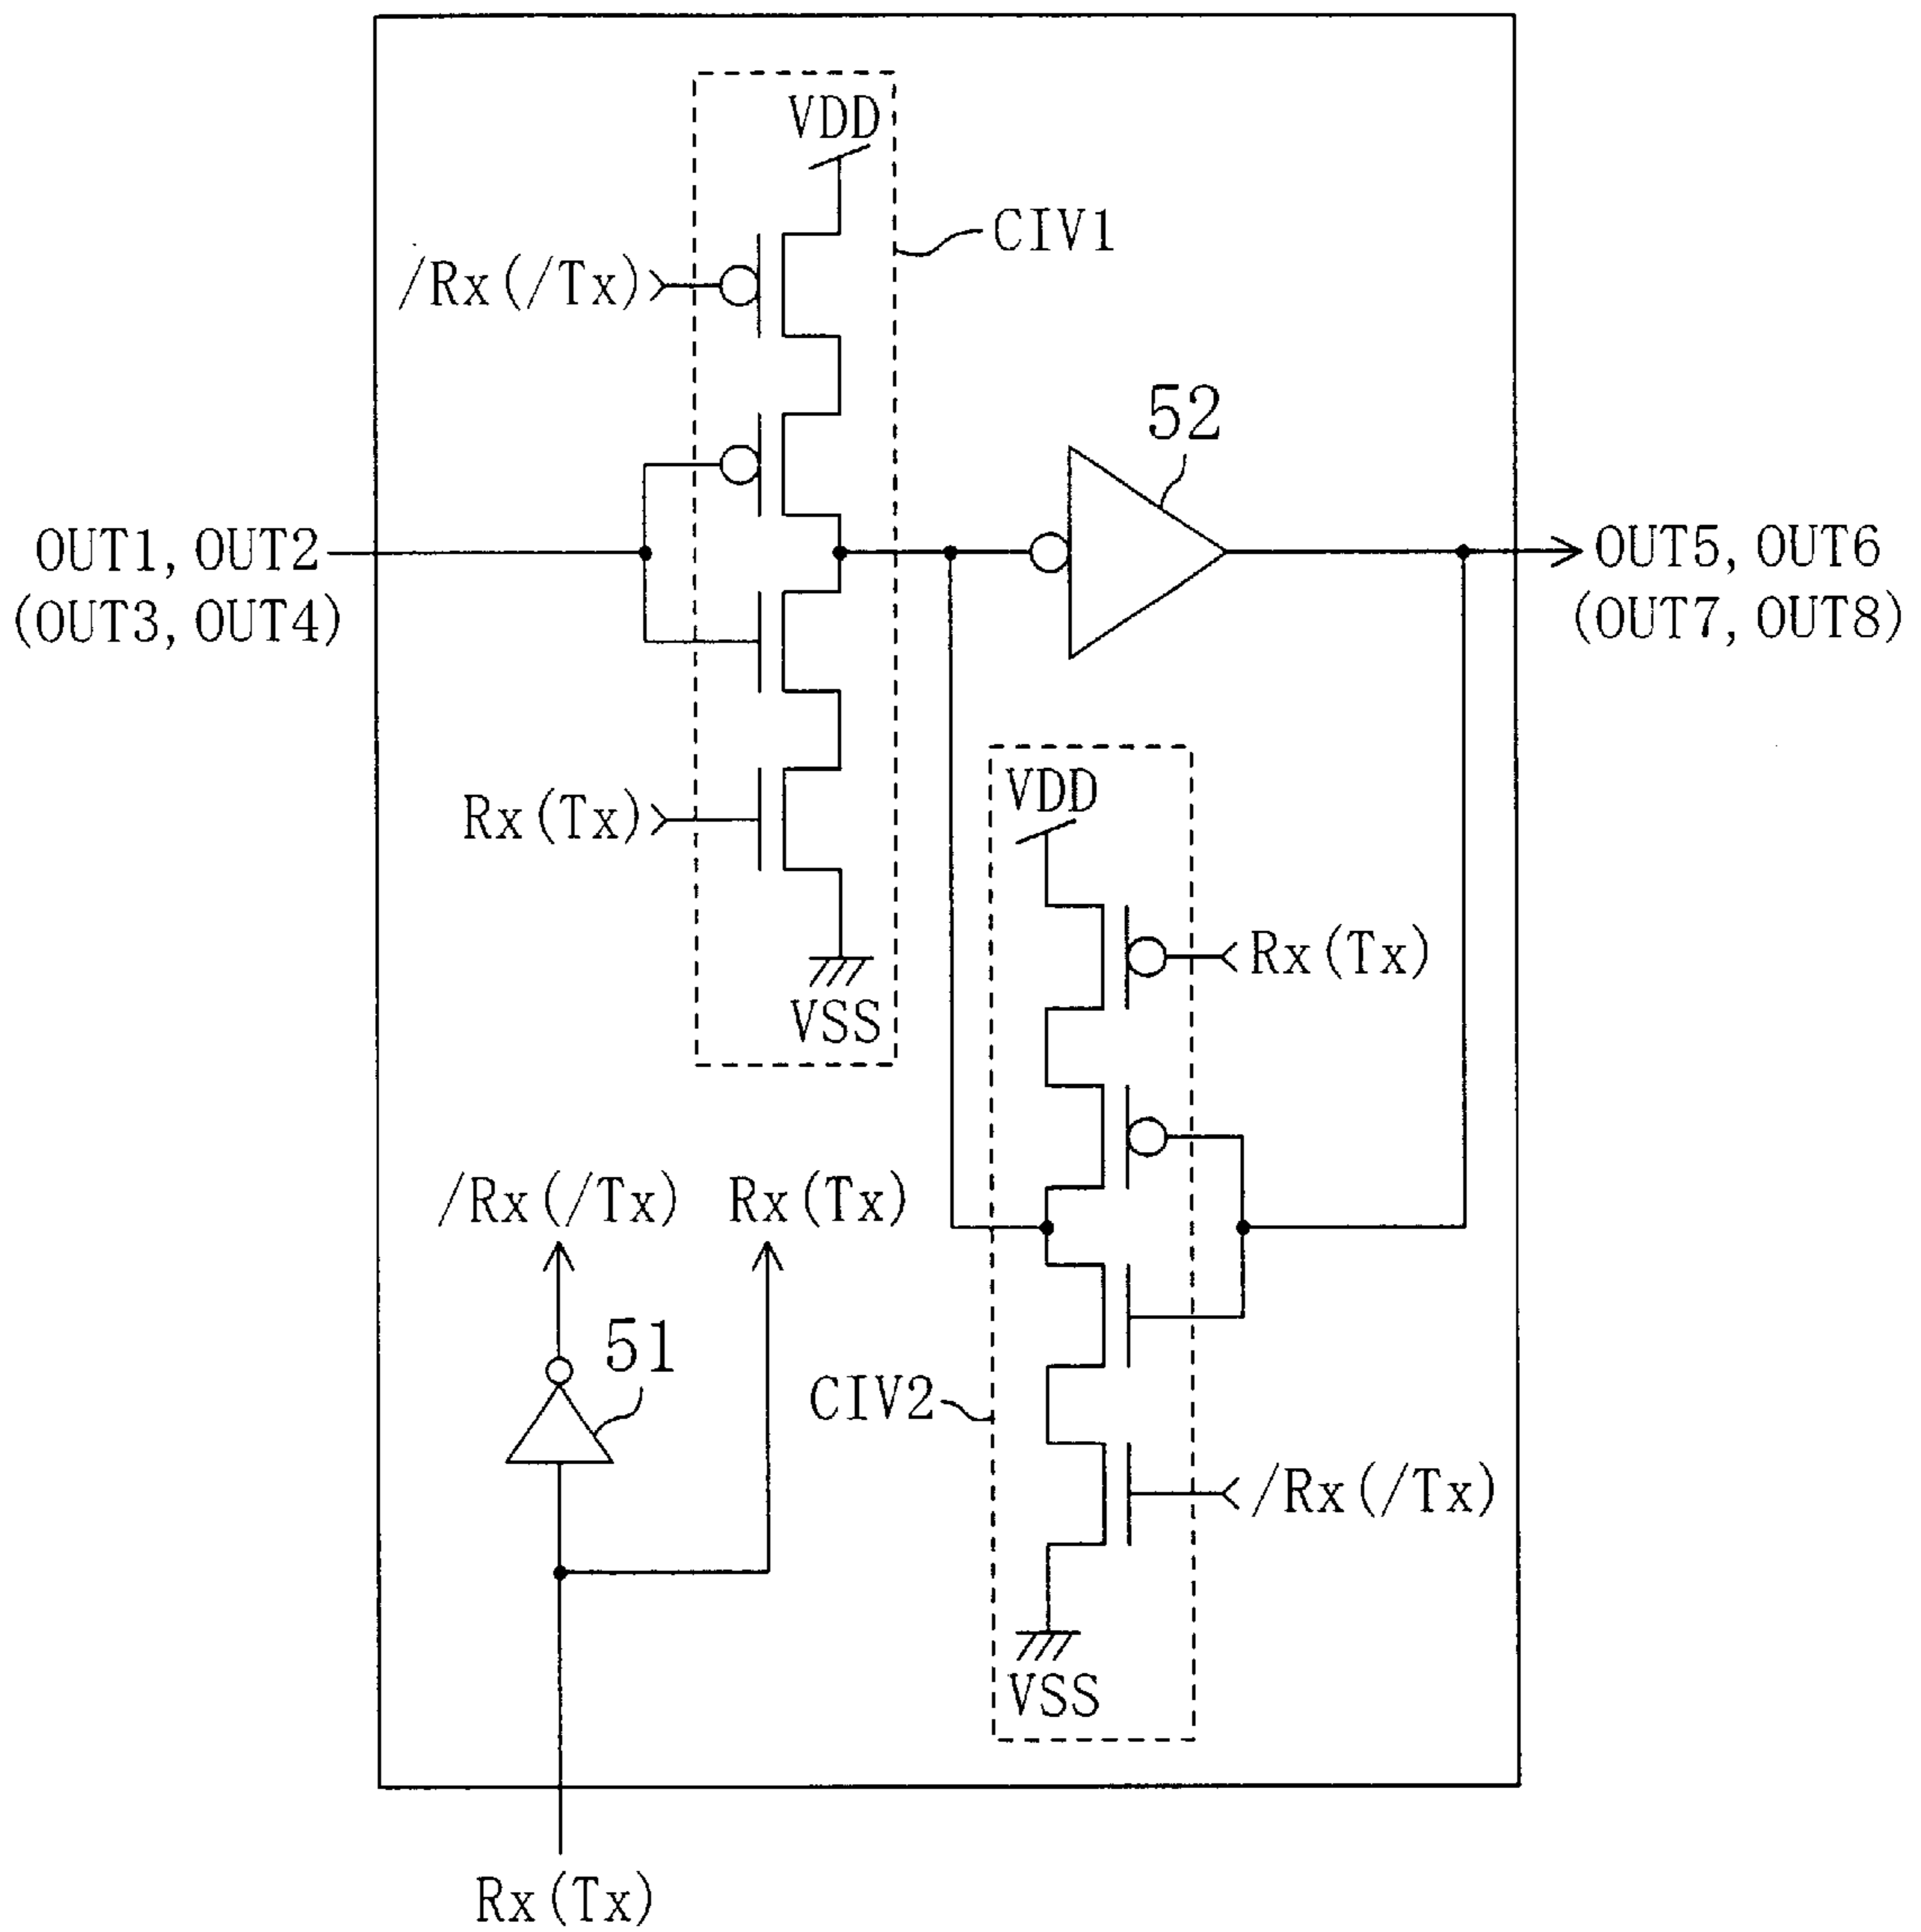 VDD
CIV1
/Rx(/Tx)
52
OUT1, OUT2
(OUT3, OUT4)
OUT5, OUT6
(OUT7, OUT8)
Rx(Tx)
VDD
Rx(Tx)
VSS
/Rx(/Tx)
Rx(Tx)
51
CIV2
/Rx(/Tx)
VSS
Rx(Tx)